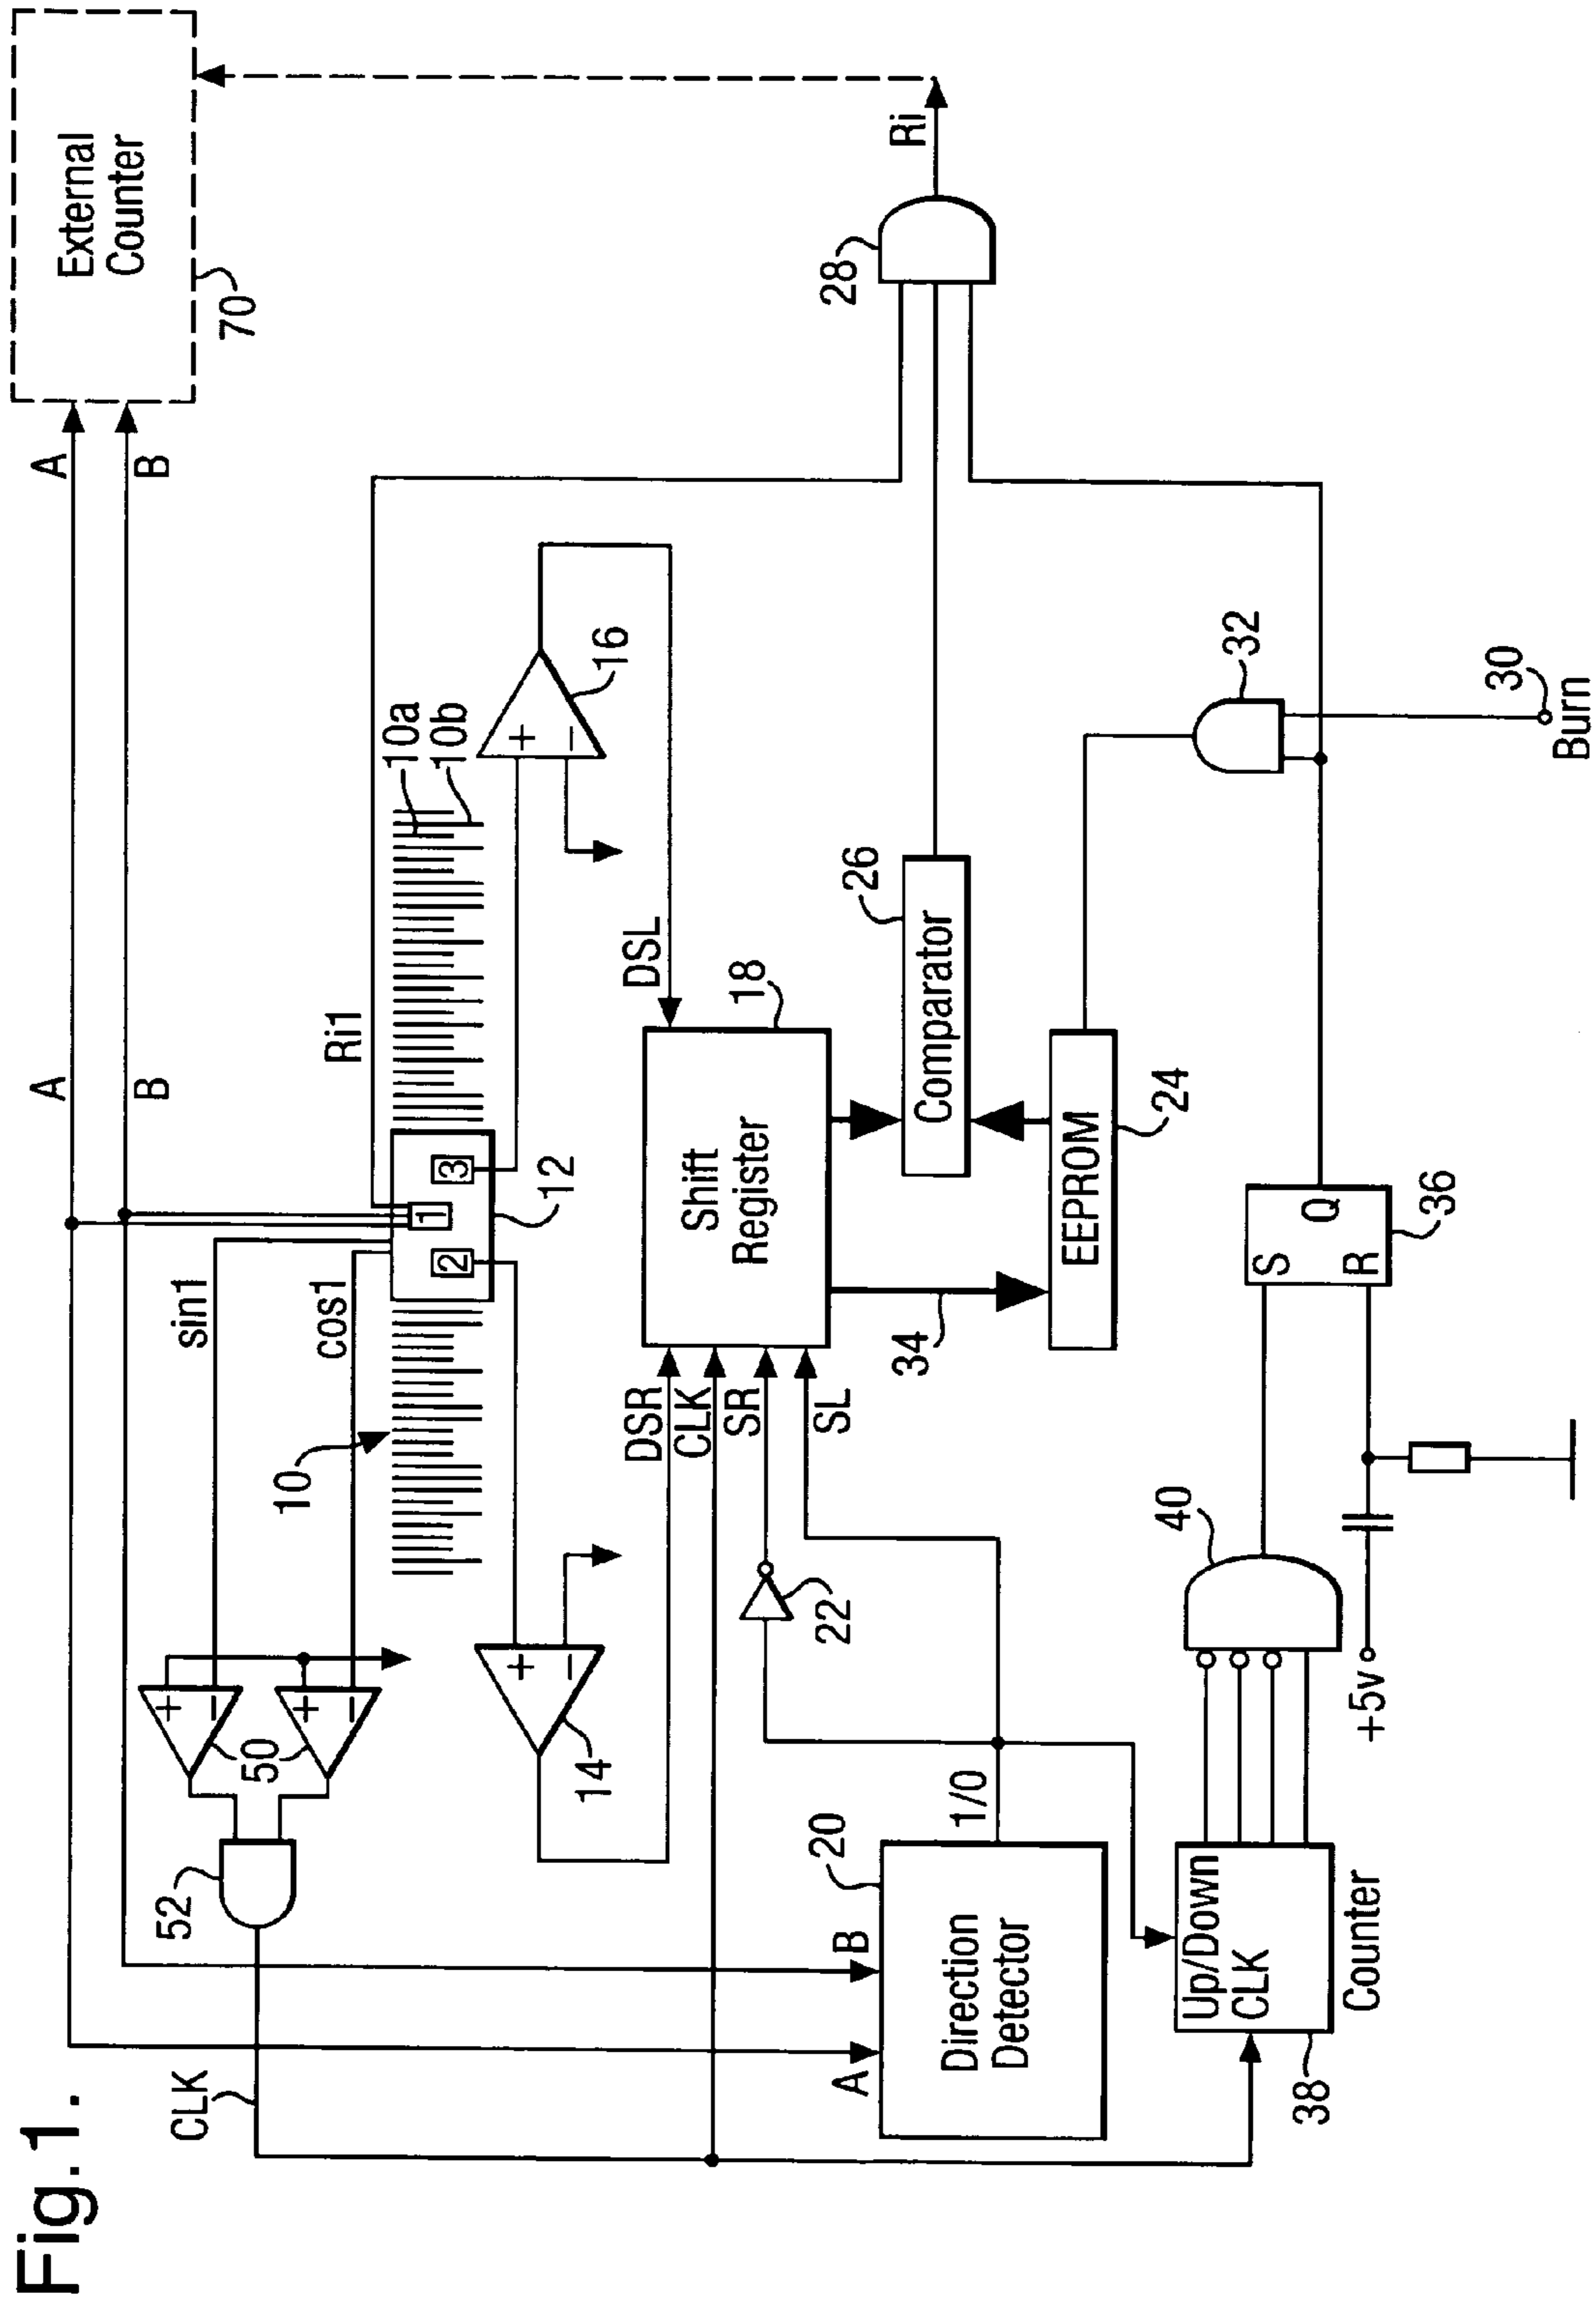 Fig.1.
External
Counter
70
A
B
A
B
Ri
28
Ri1
sin1
cos1
10
10a
10b
2
1
3
12
+
−
16
+
−
+
−
50
52
CLK
+
−
14
DSL
DSR
CLK
SR
SL
Shift
Register
18
22
34
Comparator
26
EEPROM
24
32
30
Burn
A
B
20
Direction
Detector
1/0
Up/Down
CLK
Counter
38
40
+5v
S
R
Q
36